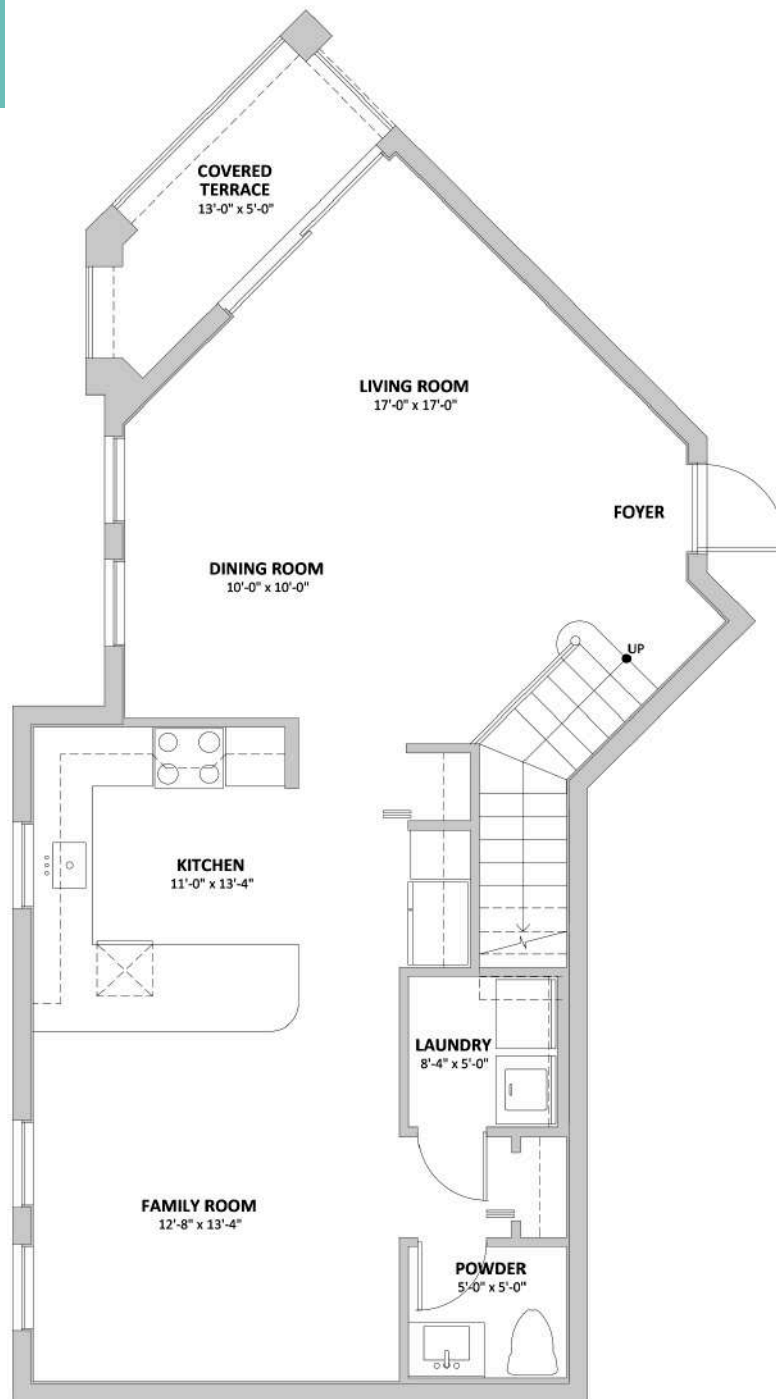 COVERED
TERRACE
13'-0" x 5'-0"
LIVING ROOM
17'-0" x 17'-0"
FOYER
DINING ROOM
10'-0" x 10'-0"
UP
KITCHEN
11'-0" x 13'-4"
LAUNDRY
8'-4" x 5'-0"
FAMILY ROOM
12'-8" x 13'-4"
POWDER
5'-0" x 5'-0"